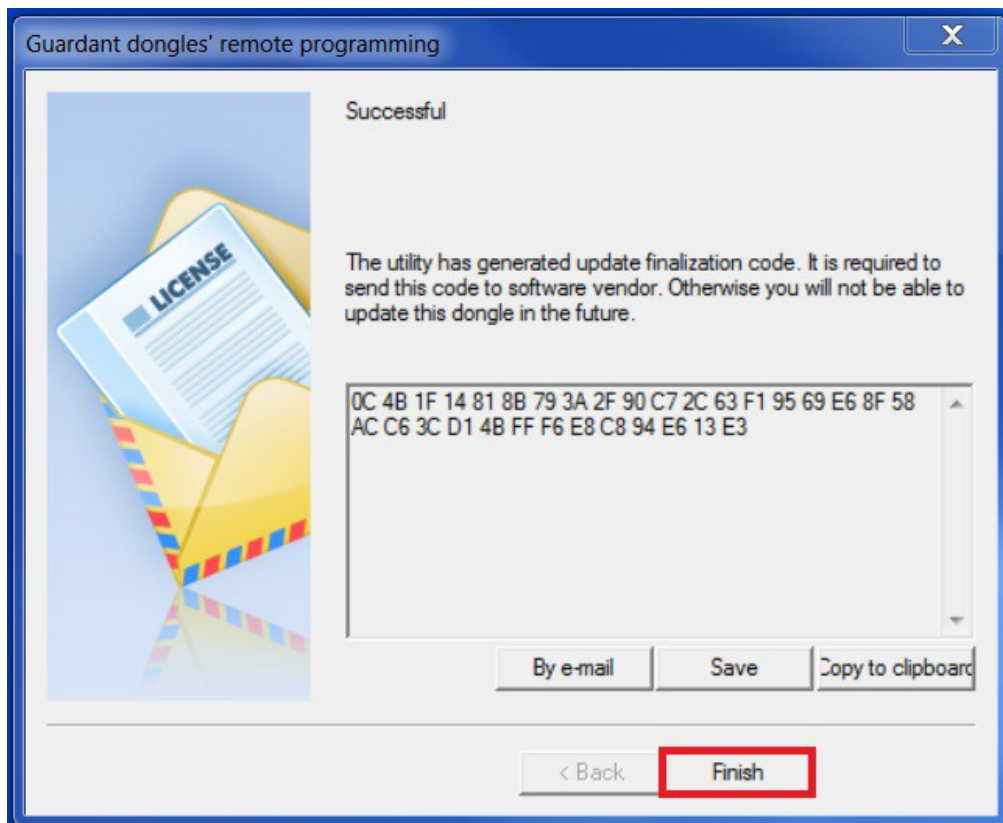 Guardant dongles' remote programming
X
Successful
LICENSE
The utility has generated update finalization code. It is required to
send this code to software vendor. Otherwise you will not be able to
update this dongle in the future.
0C 4B 1F 14 81 8B 79 3A 2F 90 C7 2C 63 F1 95 69 E6 8F 58
AC C6 3C D1 4B FF F6 E8 C8 94 E6 13 E3
By e-mail
Save
Copy to clipboard
< Back
Finish